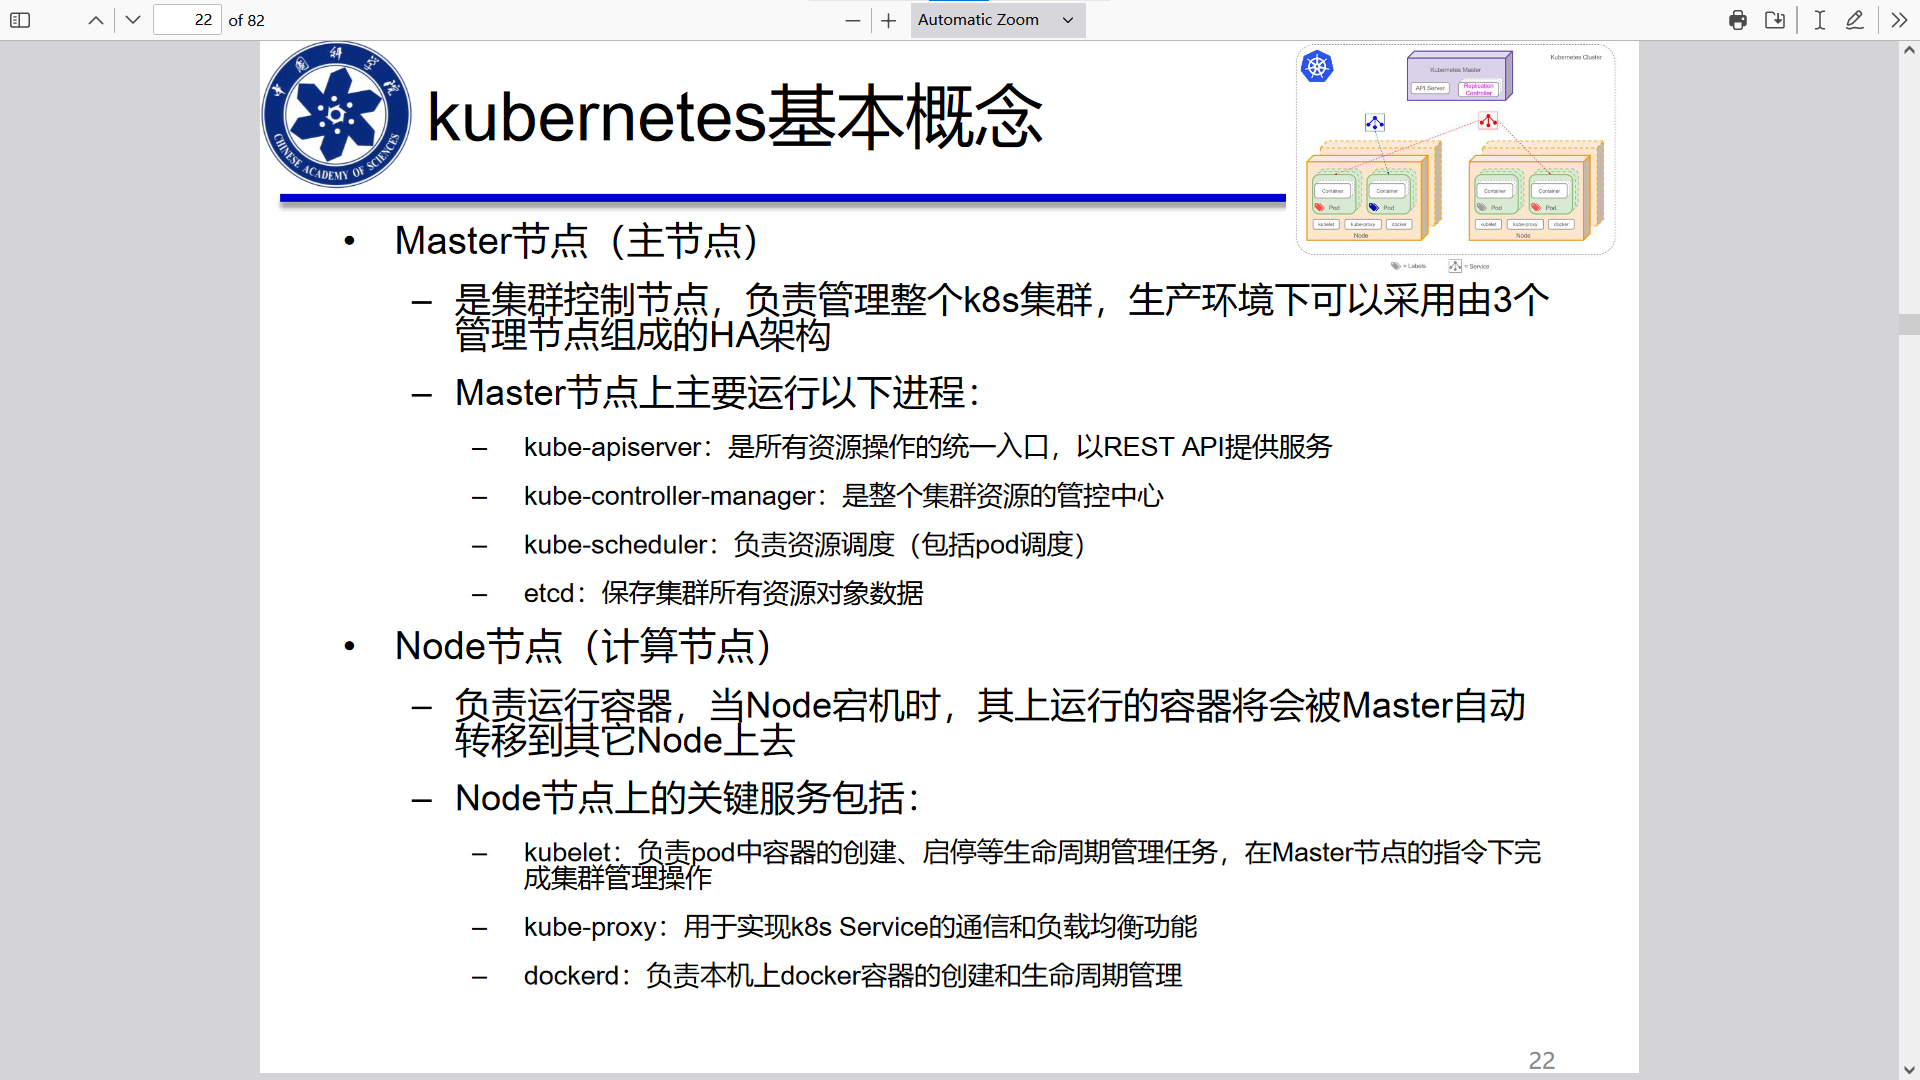 22 of 82
Automatic Zoom
中国科学院
CHINESE ACADEMY OF SCIENCES
kubernetes基本概念
Kubernetes Cluster
Kubernetes Master
API Server
Replication Controller
Container
Container
Container
Container
Pod
Pod
Pod
Pod
kubelet
kube-proxy
docker
kubelet
kube-proxy
docker
Node
Node
= Labels
= Service
• Master节点（主节点）
– 是集群控制节点，负责管理整个k8s集群，生产环境下可以采用由3个
管理节点组成的HA架构
– Master节点上主要运行以下进程：
– kube-apiserver：是所有资源操作的统一入口，以REST API提供服务
– kube-controller-manager：是整个集群资源的管控中心
– kube-scheduler：负责资源调度（包括pod调度）
– etcd：保存集群所有资源对象数据
• Node节点（计算节点）
– 负责运行容器，当Node宕机时，其上运行的容器将会被Master自动
转移到其它Node上去
– Node节点上的关键服务包括：
– kubelet：负责pod中容器的创建、启停等生命周期管理任务，在Master节点的指令下完
成集群管理操作
– kube-proxy：用于实现k8s Service的通信和负载均衡功能
– dockerd：负责本机上docker容器的创建和生命周期管理
22